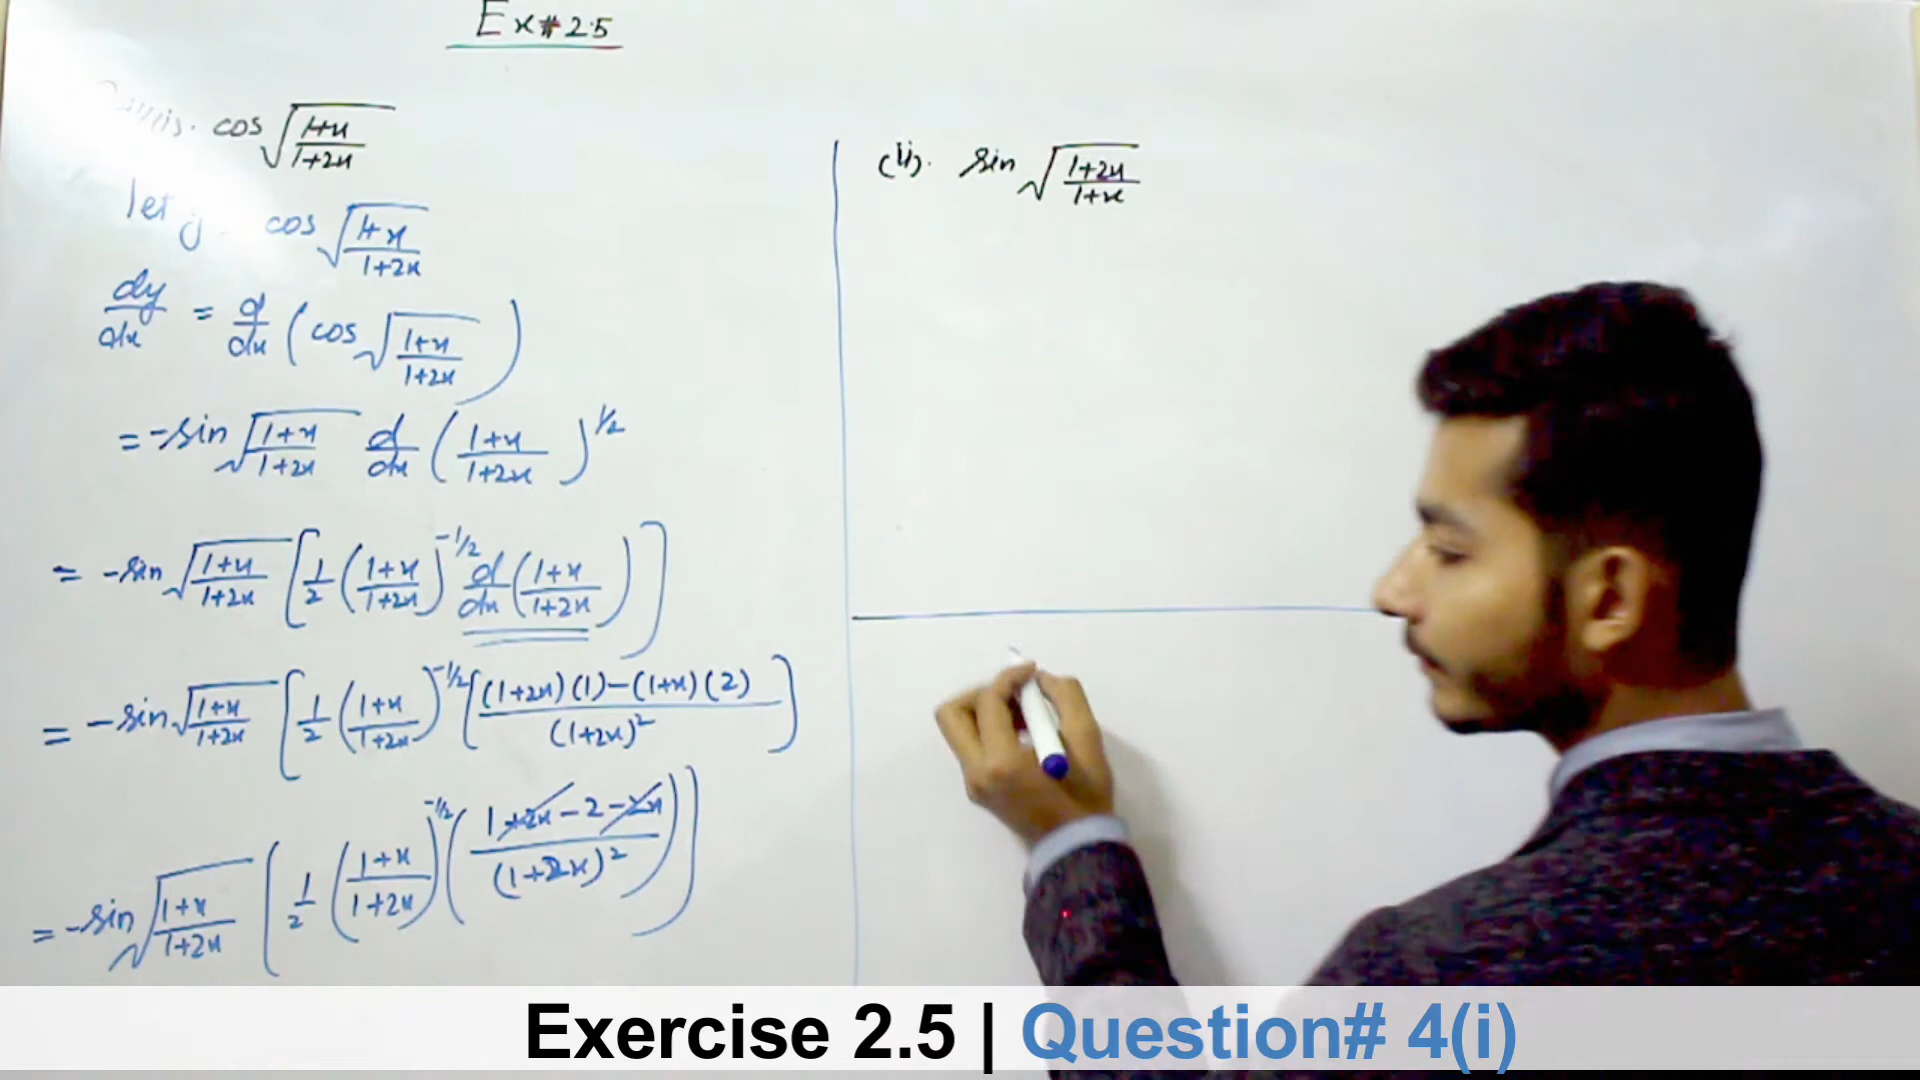 Ex#2.5
cos √((1+x)/(1+2x))
let y cos √((1+x)/(1+2x))
dy/dx = d/dx (cos √((1+x)/(1+2x)))
= -sin √((1+x)/(1+2x)) d/dx ((1+x)/(1+2x))^1/2
= -sin √((1+x)/(1+2x)) [1/2 ((1+x)/(1+2x))^-1/2 d/dx ((1+x)/(1+2x))]
= -sin √((1+x)/(1+2x)) [1/2 ((1+x)/(1+2x))^-1/2 [((1+2x)(1)-(1+x)(2))/(1+2x)^2]
= -sin √((1+x)/(1+2x)) [1/2 ((1+x)/(1+2x))^-1/2 ((1+2x-2-2x)/(1+2x)^2)]
(ii). sin √((1+2x)/(1+x))
Exercise 2.5 | Question# 4(i)